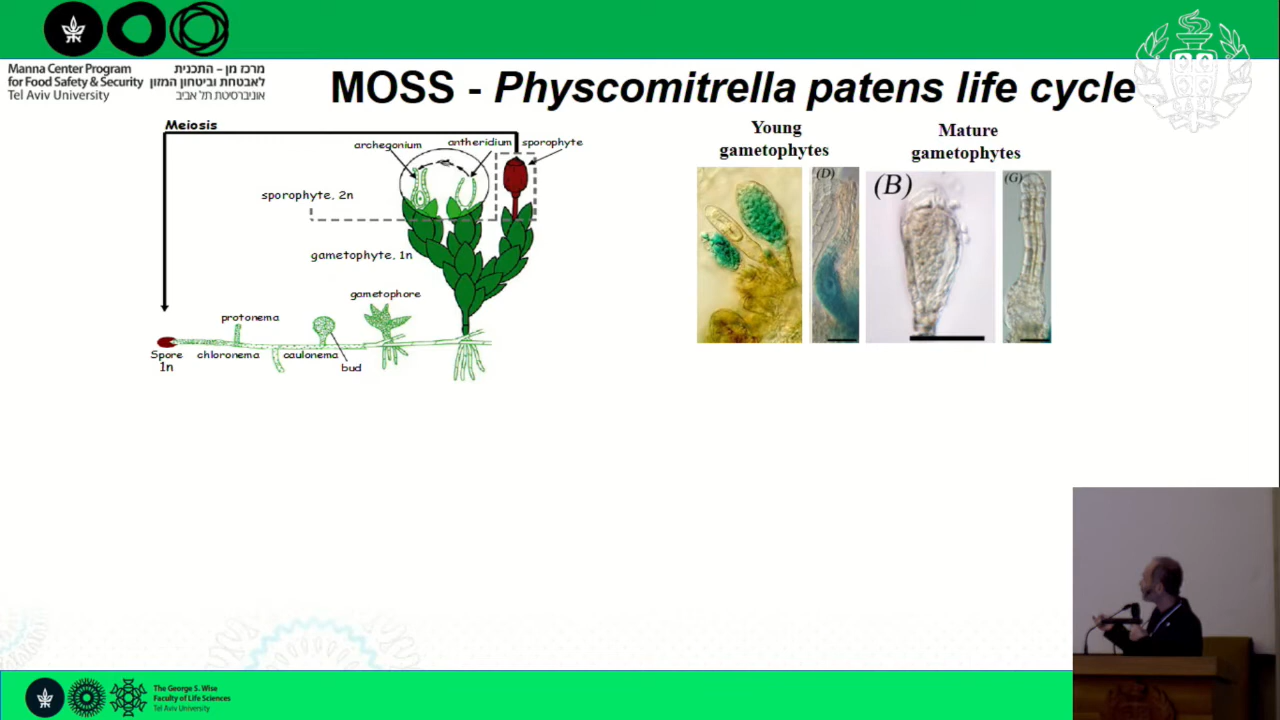 Manna Center Program
for Food Safety & Security
Tel Aviv University
מרכז מן – התכנית
לאבטחת וביטחון המזון
אוניברסיטת תל אביב
MOSS - Physcomitrella patens life cycle
Meiosis
archegonium
antheridium
sporophyte
sporophyte, 2n
gametophyte, 1n
gametophore
protonema
Spore
1n
chloronema
caulonema
bud
Young
gametophytes
Mature
gametophytes
(D)
(B)
(G)
The George S. Wise
Faculty of Life Sciences
Tel Aviv University